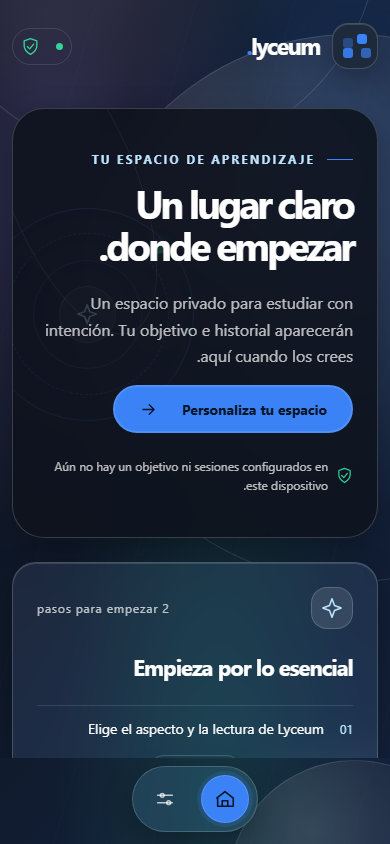 .lyceum
TU ESPACIO DE APRENDIZAJE
Un lugar claro
.donde empezar
Un espacio privado para estudiar con
intención. Tu objetivo e historial aparecerán
.aquí cuando los crees
Personaliza tu espacio
Aún no hay un objetivo ni sesiones configurados en
.este dispositivo
pasos para empezar 2
Empieza por lo esencial
01 Elige el aspecto y la lectura de Lyceum